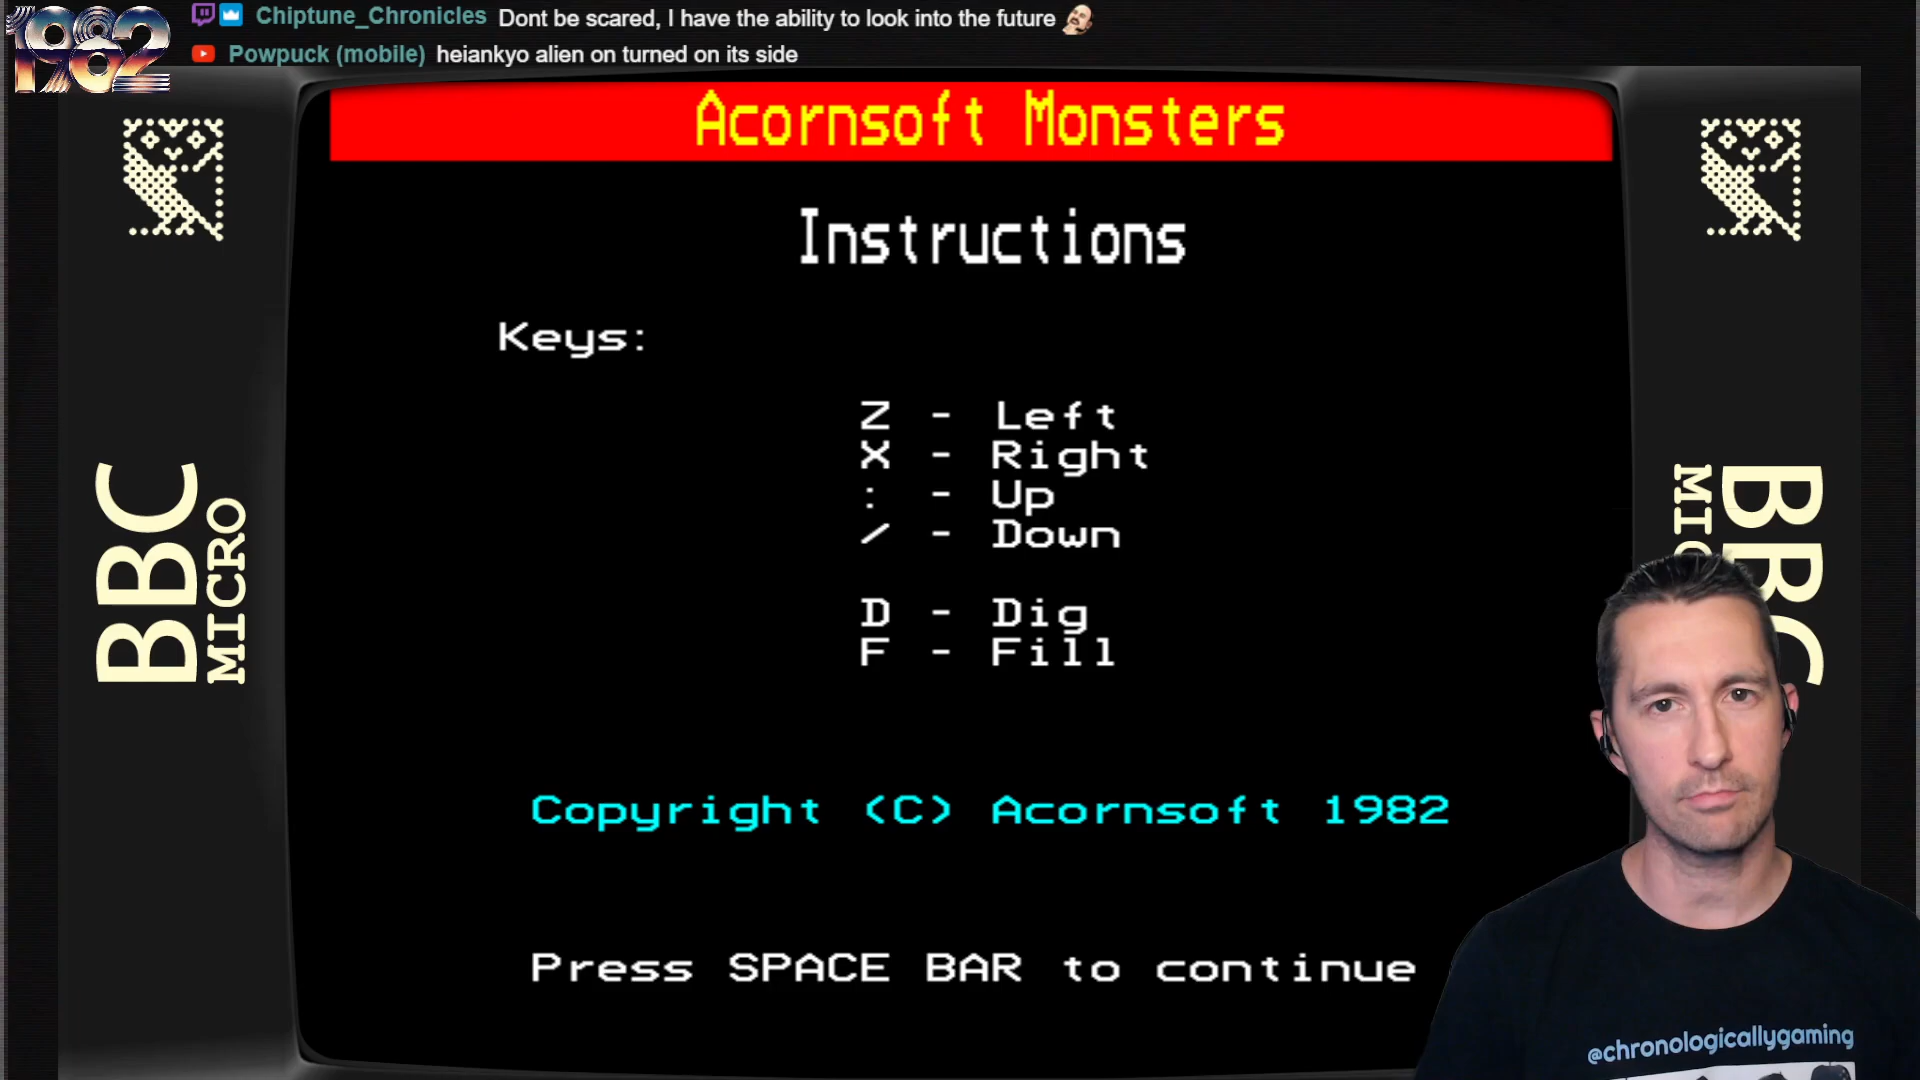 1982
Chiptune_Chronicles Dont be scared, I have the ability to look into the future
Powpuck (mobile) heiankyo alien on turned on its side
Acornsoft Monsters
Instructions
Keys:
Z - Left
X - Right
: - Up
/ - Down
D - Dig
F - Fill
Copyright (C) Acornsoft 1982
Press SPACE BAR to continue
BBC
MICRO
BBC
MIC
@chronologicallygaming